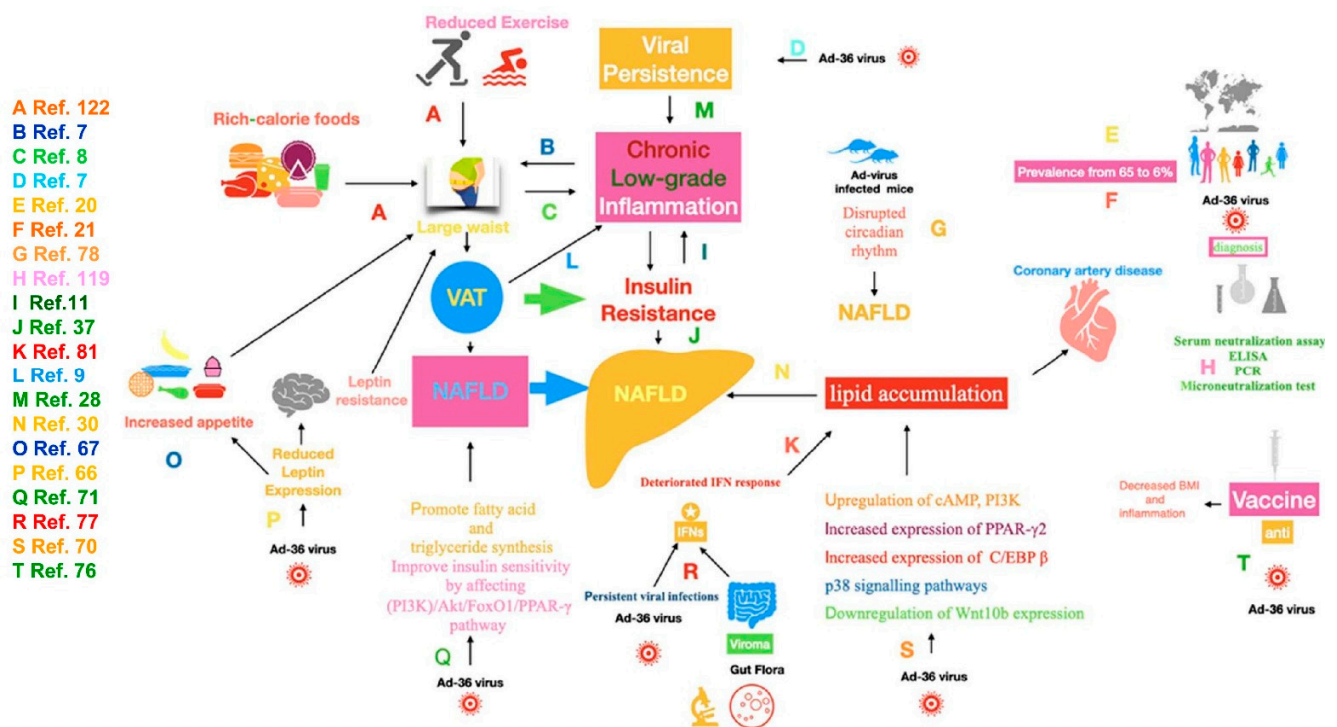 A Ref. 122
B Ref. 7
C Ref. 8
D Ref. 7
E Ref. 20
F Ref. 21
G Ref. 78
H Ref. 119
I Ref.11
J Ref. 37
K Ref. 81
L Ref. 9
M Ref. 28
N Ref. 30
O Ref. 67
P Ref. 66
Q Ref. 71
R Ref. 77
S Ref. 70
T Ref. 76
Reduced Exercise
A
Rich-calorie foods
A
Large waist
B
C
Viral
Persistence
D
Ad-36 virus
M
Chronic
Low-grade
Inflammation
L
I
VAT
Insulin
Resistance
J
NAFLD
NAFLD
Increased appetite
O
Leptin
resistance
Reduced
Leptin
Expression
P
Ad-36 virus
Promote fatty acid
and
triglyceride synthesis
Improve insulin sensitivity
by affecting
(PI3K)/Akt/FoxO1/PPAR-γ
pathway
Q
Ad-36 virus
Ad-virus
infected mice
Disrupted
circadian
rhythm
G
NAFLD
N
lipid accumulation
K
Deteriorated IFN response
IFNs
R
Persistent viral infections
Ad-36 virus
Viroma
Gut Flora
Upregulation of cAMP, PI3K
Increased expression of PPAR-γ2
Increased expression of C/EBP β
p38 signalling pathways
Downregulation of Wnt10b expression
S
Ad-36 virus
Coronary artery disease
E
Prevalence from 65 to 6%
F
Ad-36 virus
diagnosis
Serum neutralization assay
ELISA
H
PCR
Microneutralization test
Decreased BMI
and
inflammation
Vaccine
anti
T
Ad-36 virus